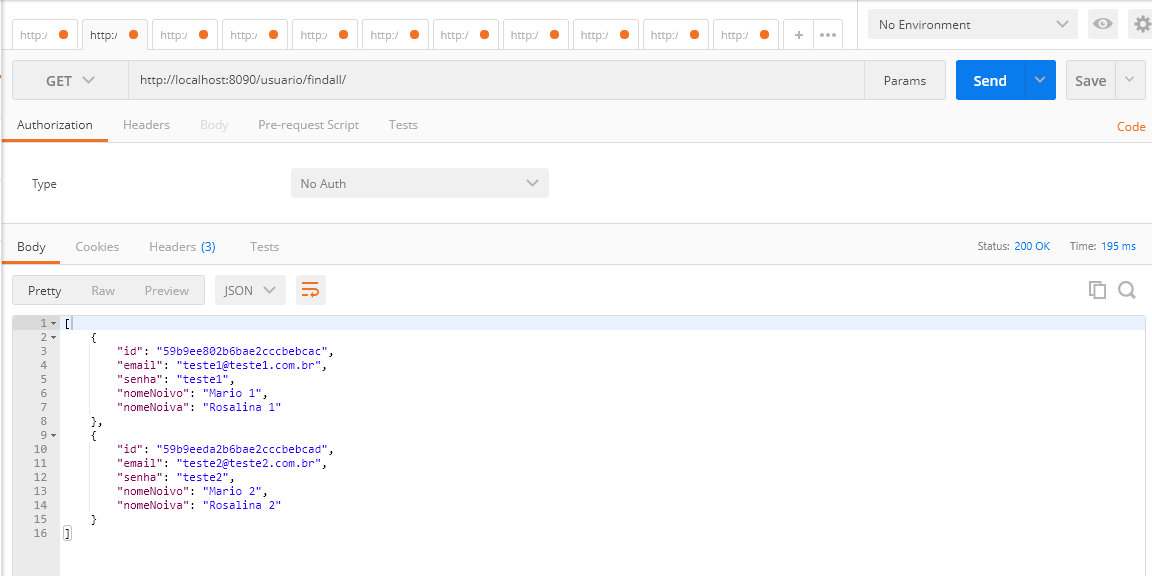 http:/ http:/ http:/ http:/ http:/ http:/ http:/ http:/ http:/ http:/ http:/ + ••• No Environment
GET http://localhost:8090/usuario/findall/ Params Send Save
Authorization Headers Body Pre-request Script Tests Code
Type No Auth
Body Cookies Headers (3) Tests Status: 200 OK Time: 195 ms
Pretty Raw Preview JSON
1 [
2 {
3 "id": "59b9ee802b6bae2cccbebcac",
4 "email": "teste1@teste1.com.br",
5 "senha": "teste1",
6 "nomeNoivo": "Mario 1",
7 "nomeNoiva": "Rosalina 1"
8 },
9 {
10 "id": "59b9eeda2b6bae2cccbebcad",
11 "email": "teste2@teste2.com.br",
12 "senha": "teste2",
13 "nomeNoivo": "Mario 2",
14 "nomeNoiva": "Rosalina 2"
15 }
16 ]